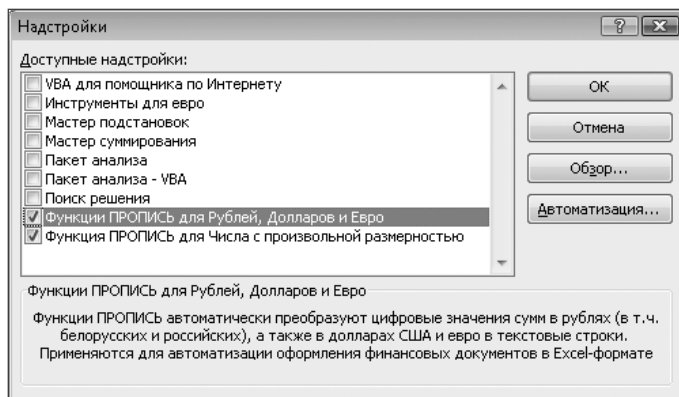 Надстройки
Доступные надстройки:
VBA для помощника по Интернету
Инструменты для евро
Мастер подстановок
Мастер суммирования
Пакет анализа
Пакет анализа - VBA
Поиск решения
Функции ПРОПИСЬ для Рублей, Долларов и Евро
Функция ПРОПИСЬ для Числа с произвольной размерностью
ОК
Отмена
Обзор...
Автоматизация...
Функции ПРОПИСЬ для Рублей, Долларов и Евро
Функции ПРОПИСЬ автоматически преобразуют цифровые значения сумм в рублях (в т.ч.
белорусских и российских), а также в долларах США и евро в текстовые строки.
Применяются для автоматизации оформления финансовых документов в Excel-формате